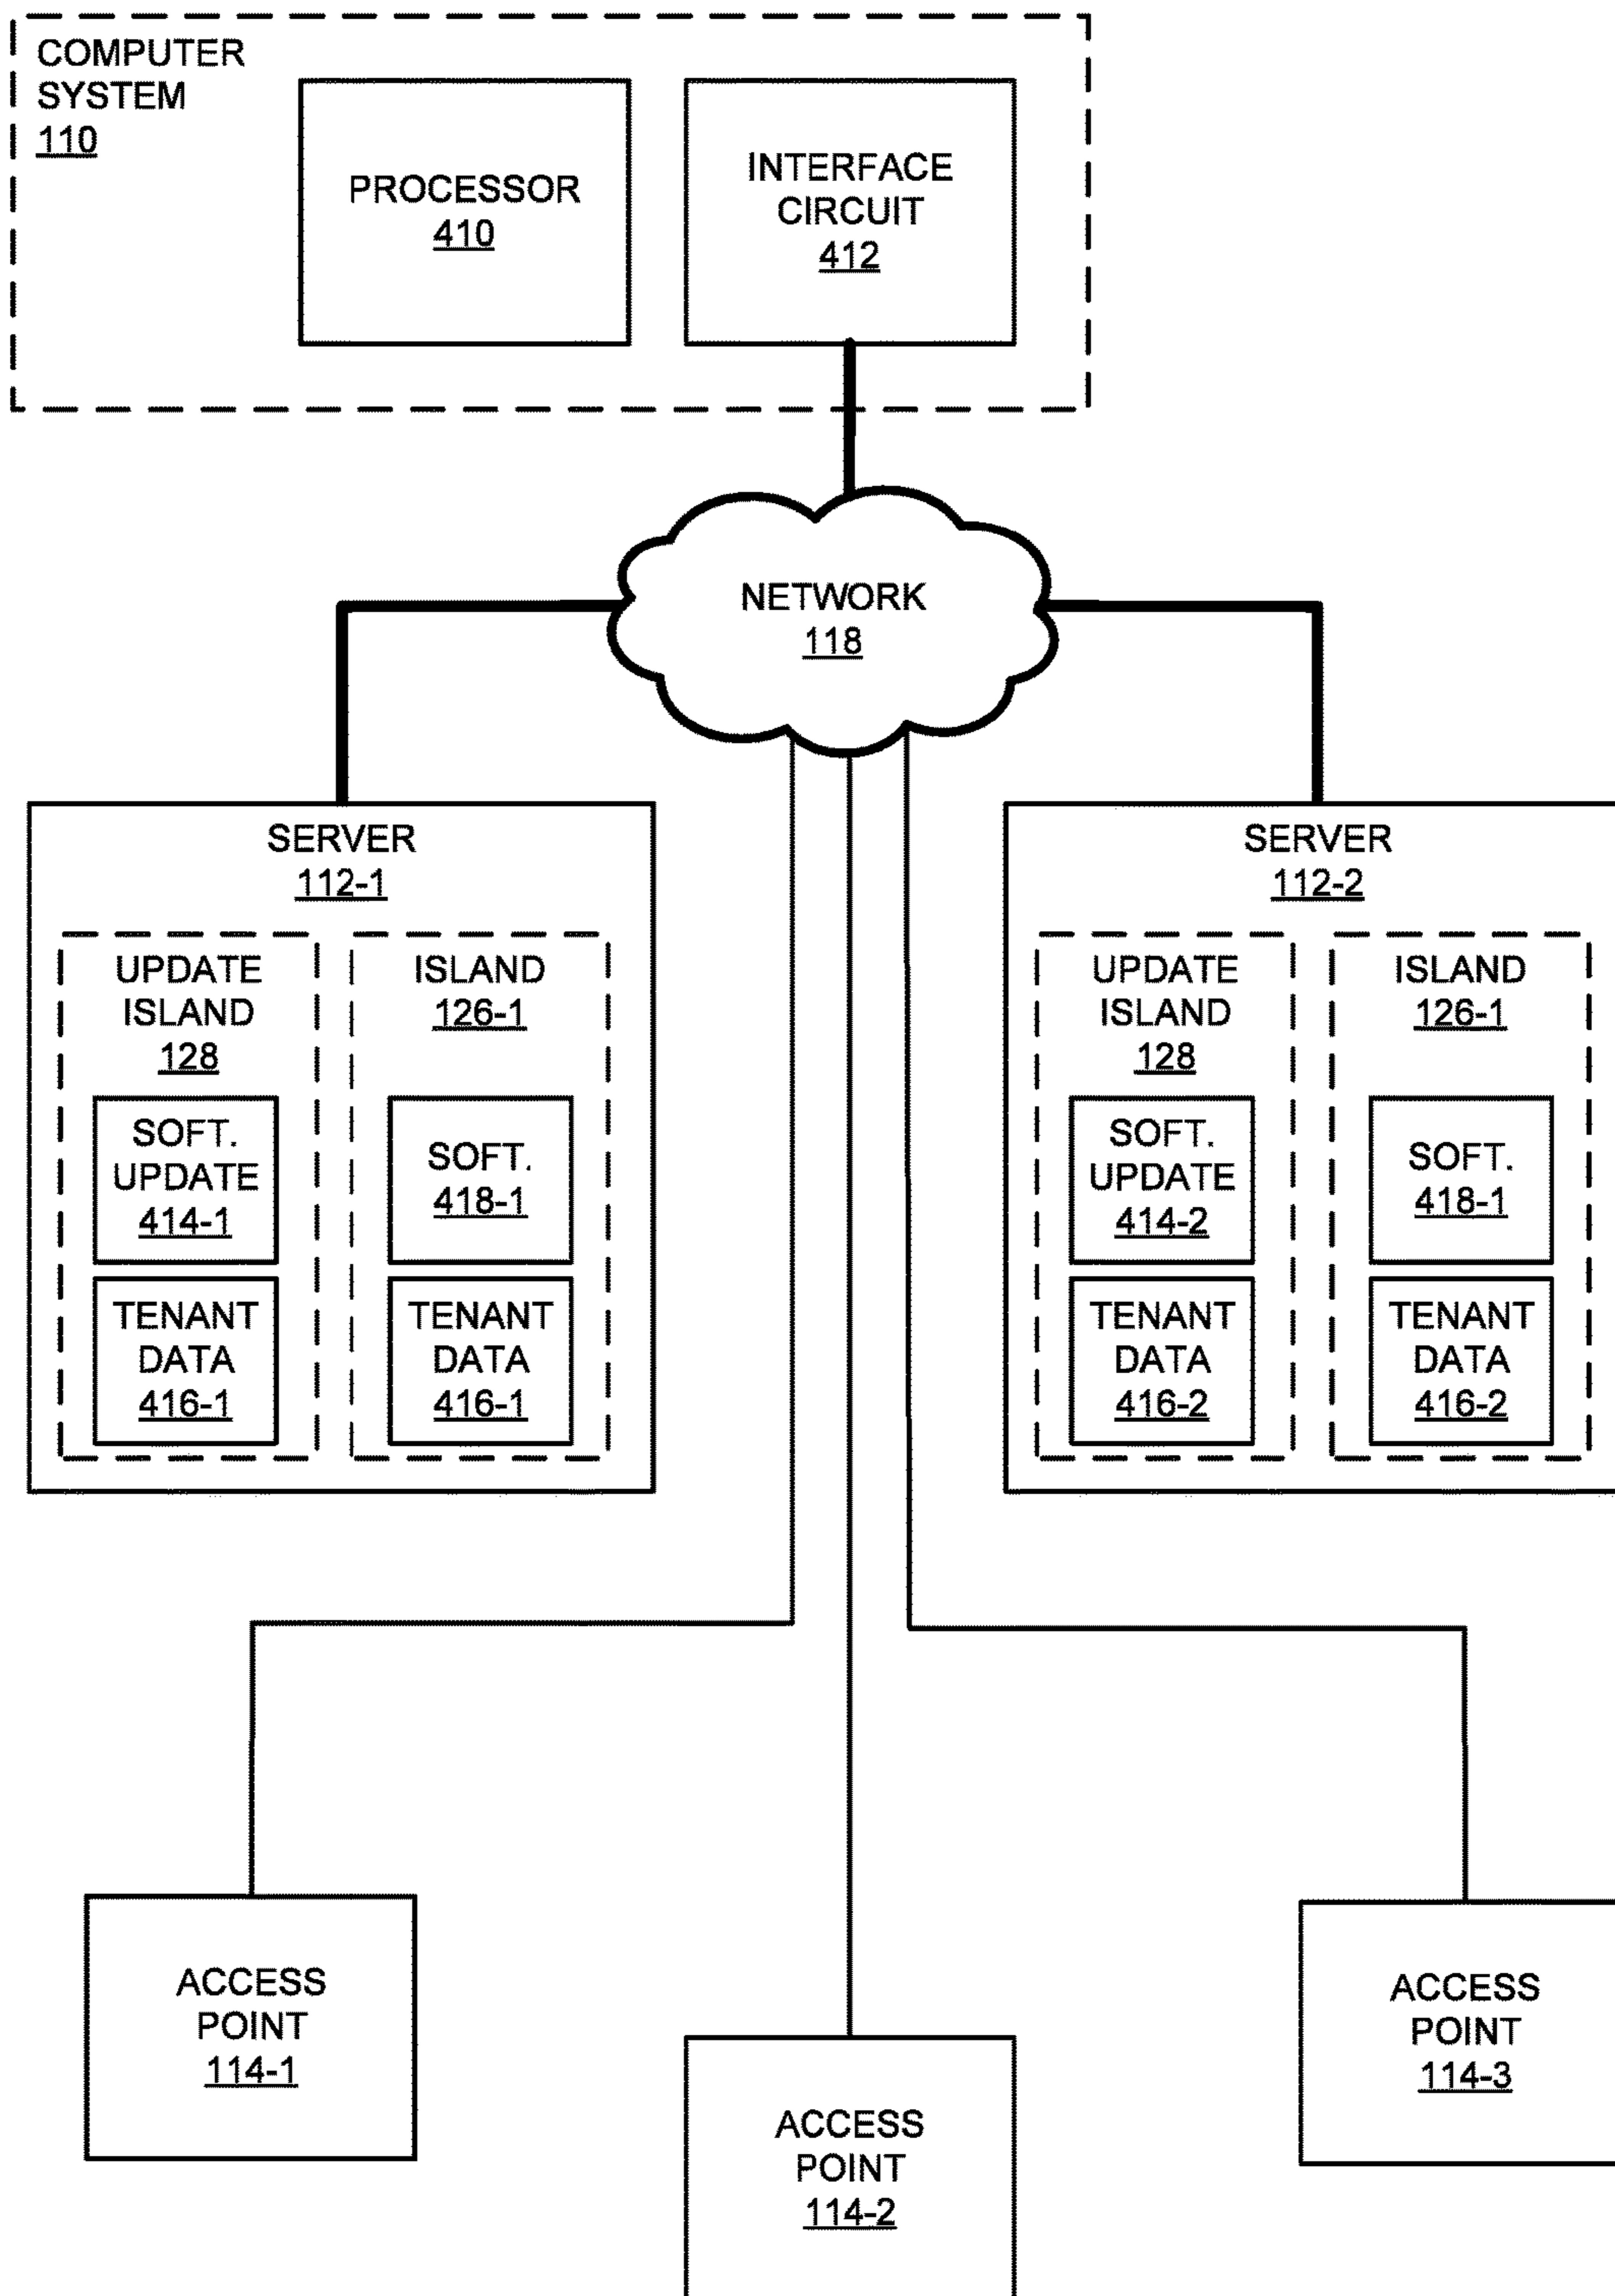 COMPUTER
SYSTEM
110
PROCESSOR
410
INTERFACE
CIRCUIT
412
NETWORK
118
SERVER
112-1
UPDATE
ISLAND
128
SOFT.
UPDATE
414-1
TENANT
DATA
416-1
ISLAND
126-1
SOFT.
418-1
TENANT
DATA
416-1
SERVER
112-2
UPDATE
ISLAND
128
SOFT.
UPDATE
414-2
TENANT
DATA
416-2
ISLAND
126-1
SOFT.
418-1
TENANT
DATA
416-2
ACCESS
POINT
114-1
ACCESS
POINT
114-2
ACCESS
POINT
114-3